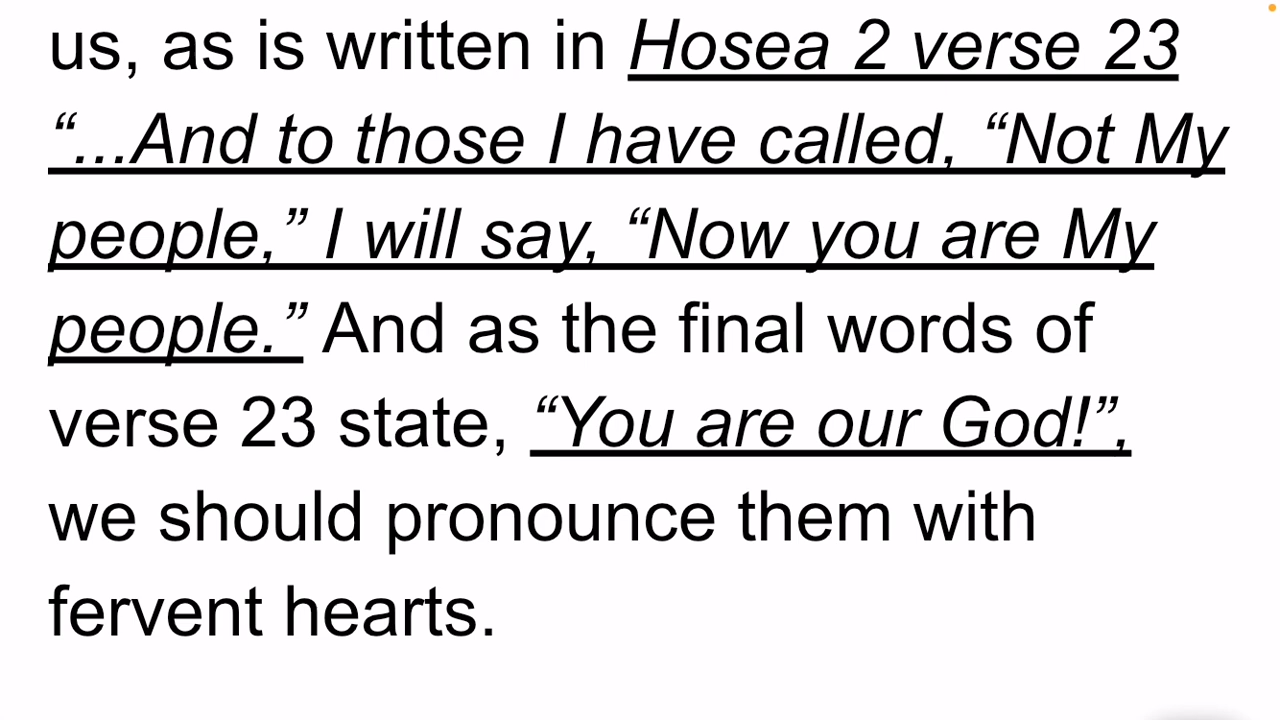 us, as is written in Hosea 2 verse 23
“...And to those I have called, “Not My
people,” I will say, “Now you are My
people.” And as the final words of
verse 23 state, “You are our God!”,
we should pronounce them with
fervent hearts.